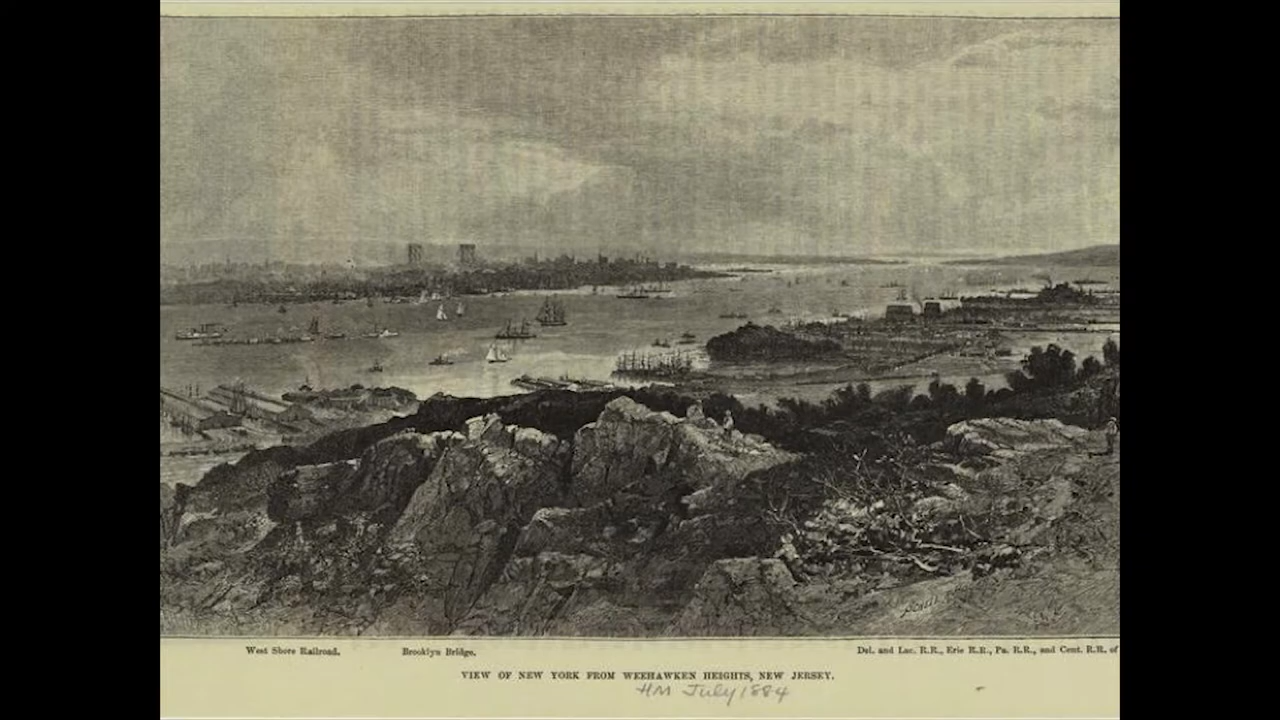 West Shore Railroad. Brooklyn Bridge. Del. and Lac. R.R., Erie R.R., Pa. R.R., and Cent. R.R. of
VIEW OF NEW YORK FROM WEEHAWKEN HEIGHTS, NEW JERSEY.
HM July 1884